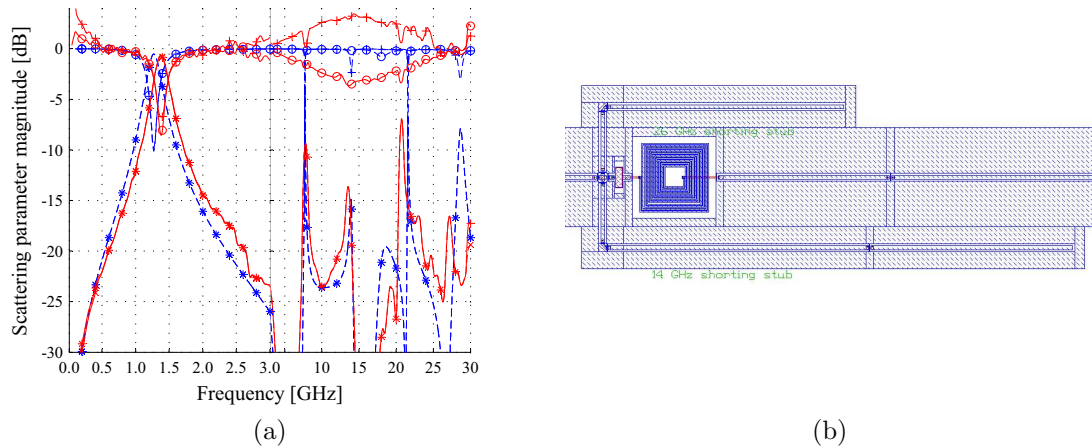 Scattering parameter magnitude [dB]
0
-5
-10
-15
-20
-25
-30
0.0 0.5 1.0 1.5 2.0 2.5 3.0 10 15 20 25 30
Frequency [GHz]
26 GHz shorting stub
14 GHz shorting stub
(a) (b)